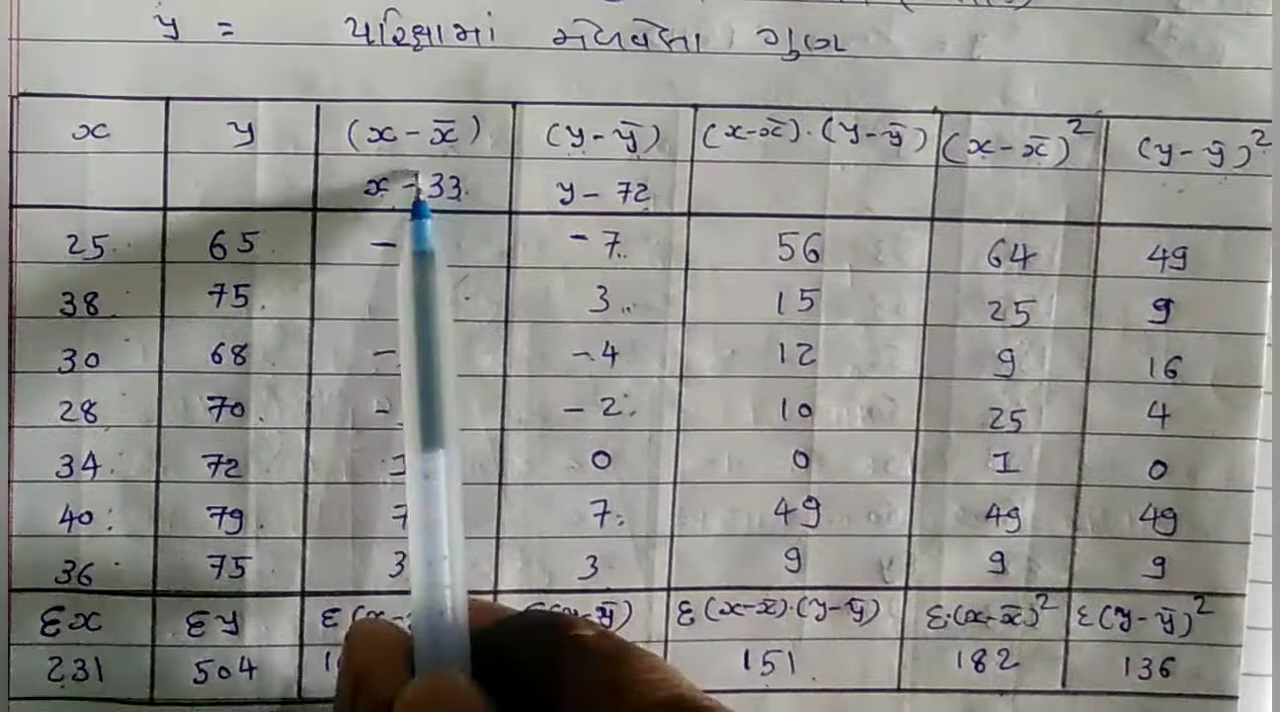 y = પરિક્ષામાં મેળવેલા ગુણ
x y (x - x̄) (y - ȳ) (x-x̄)·(y-ȳ) (x - x̄)² (y - ȳ)²
x - 33 y - 72
25 65 - - 7 56 64 49
38 75 3 15 25 9
30 68 - - 4 12 9 16
28 70 - - 2 10 25 4
34 72 1 0 0 1 0
40 79 7 7 49 49 49
36 75 3 3 9 9 9
Σx Σy Σ(x- Σ(y-ȳ) Σ(x-x̄)·(y-ȳ) Σ·(x-x̄)² Σ(y-ȳ)²
231 504 151 182 136